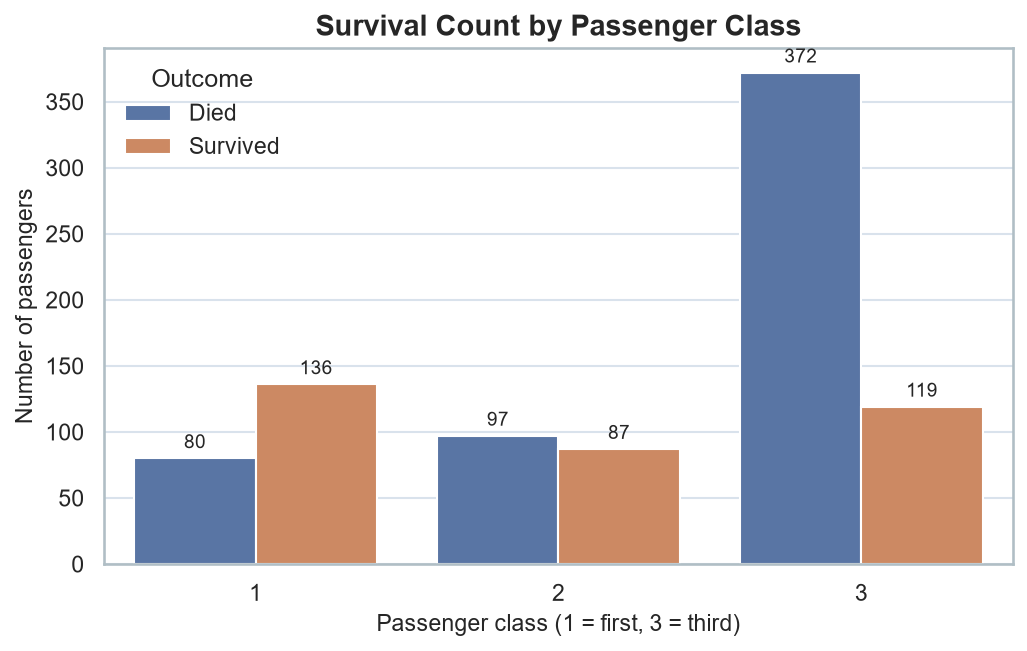 Survival Count by Passenger Class
Outcome
Died
Survived
Number of passengers
350
300
250
200
150
100
50
0
80
136
97
87
372
119
1
2
3
Passenger class (1 = first, 3 = third)